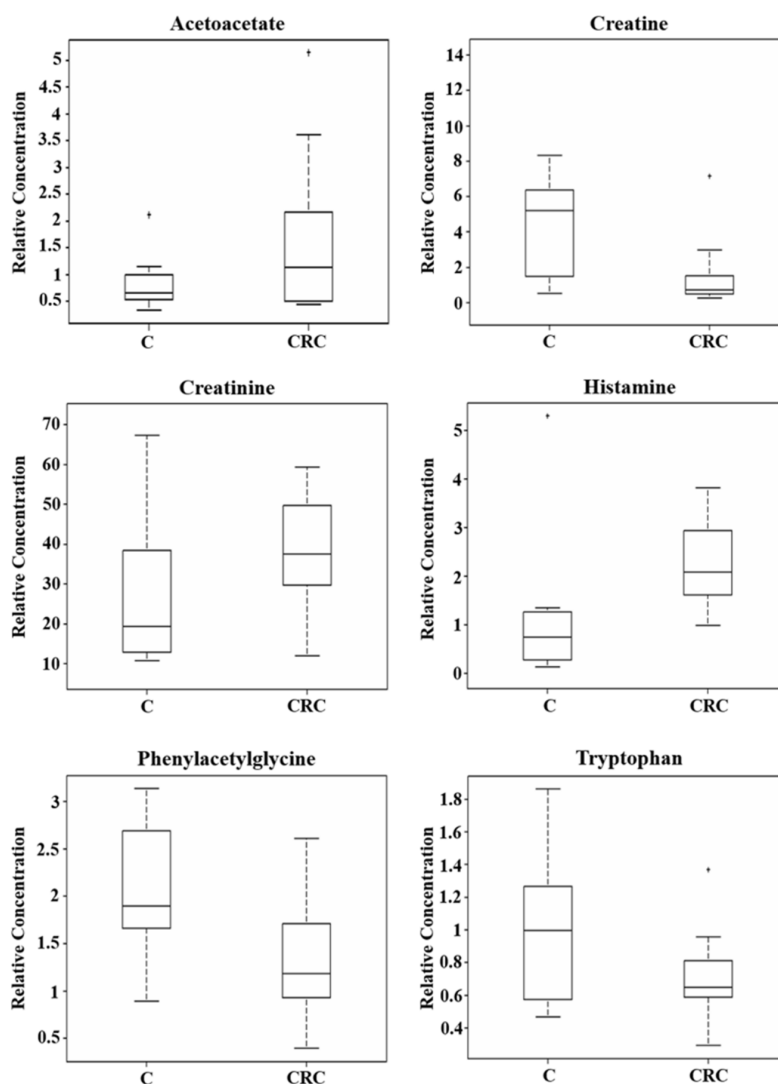 Acetoacetate
Relative Concentration
5
4.5
4
3.5
3
2.5
2
1.5
1
0.5
C
CRC
Creatine
Relative Concentration
14
12
10
8
6
4
2
0
C
CRC
Creatinine
Relative Concentration
70
60
50
40
30
20
10
C
CRC
Histamine
Relative Concentration
5
4
3
2
1
0
C
CRC
Phenylacetylglycine
Relative Concentration
3
2.5
2
1.5
1
0.5
C
CRC
Tryptophan
Relative Concentration
1.8
1.6
1.4
1.2
1
0.8
0.6
0.4
C
CRC